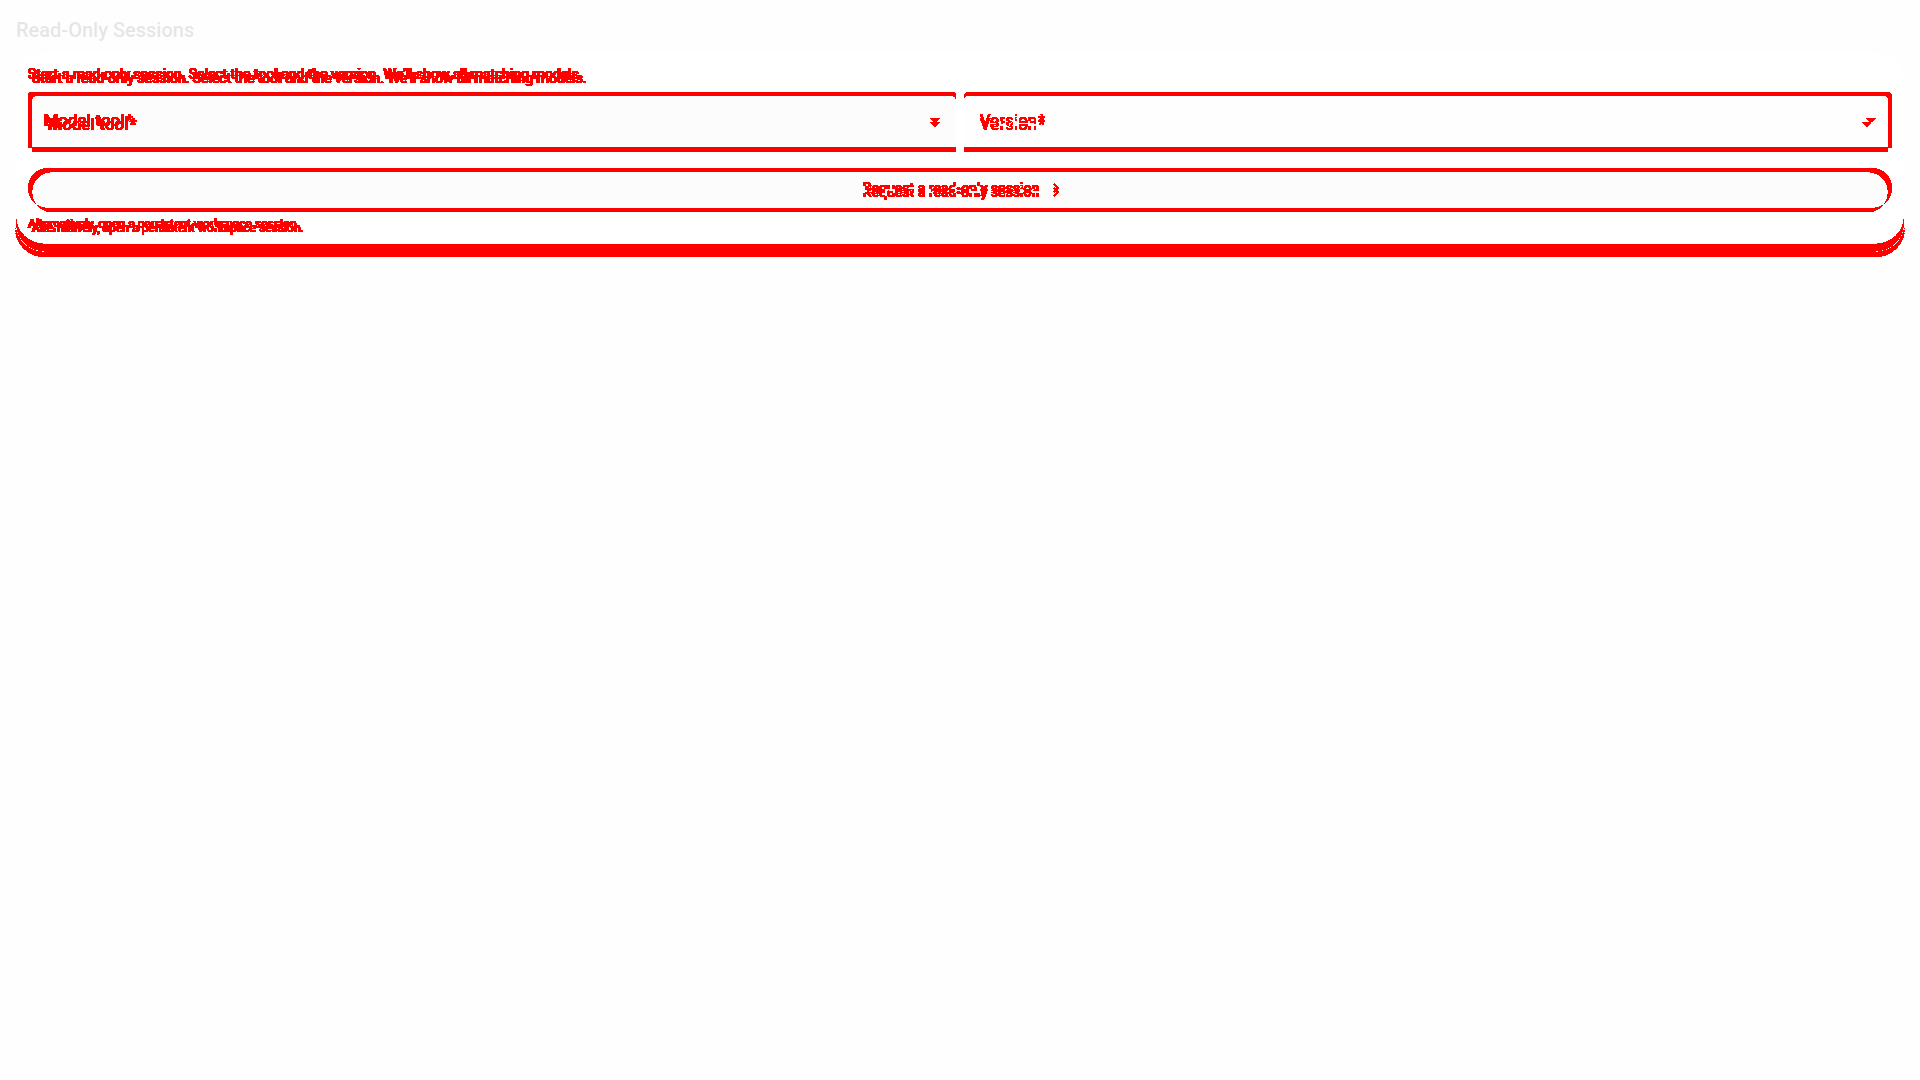 Read-Only Sessions
Start a read-only session. Select the tool and the version. We'll show all matching models.
Model tool*
Version*
Request a read-only session
Alternatively, open a persistent workspace session.